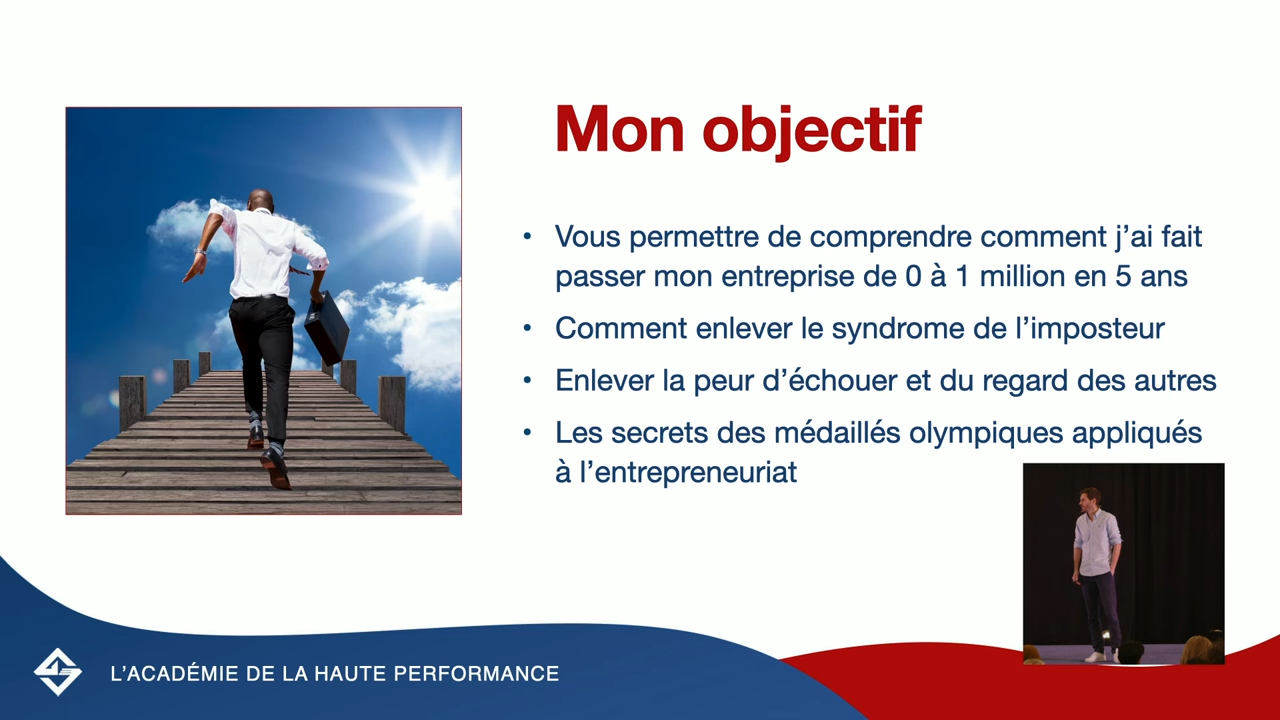 Mon objectif
• Vous permettre de comprendre comment j’ai fait
passer mon entreprise de 0 à 1 million en 5 ans
• Comment enlever le syndrome de l’imposteur
• Enlever la peur d’échouer et du regard des autres
• Les secrets des médaillés olympiques appliqués
à l’entrepreneuriat
L’ACADÉMIE DE LA HAUTE PERFORMANCE